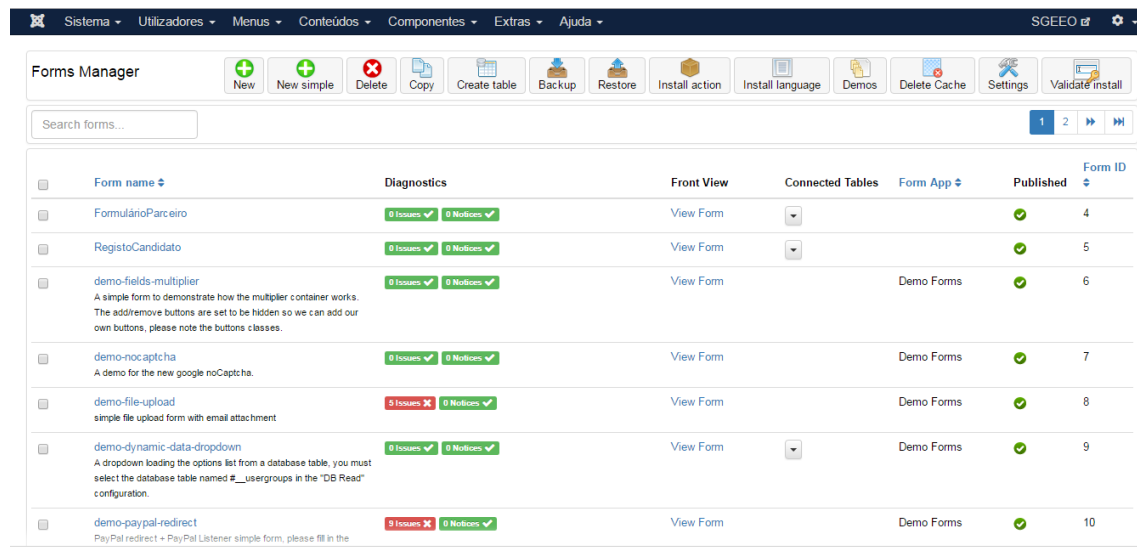 Sistema Utilizadores Menus Conteúdos Componentes Extras Ajuda SGEEO
Forms Manager
New New simple Delete Copy Create table Backup Restore Install action Install language Demos Delete Cache Settings Validate install
Search forms...
1 2
Form name Diagnostics Front View Connected Tables Form App Published Form ID
FormulárioParceiro 0 Issues 0 Notices View Form 4
RegistoCandidato 0 Issues 0 Notices View Form 5
demo-fields-multiplier 0 Issues 0 Notices View Form Demo Forms 6
A simple form to demonstrate how the multiplier container works.
The add/remove buttons are set to be hidden so we can add our
own buttons, please note the buttons classes.
demo-nocaptcha 0 Issues 0 Notices View Form Demo Forms 7
A demo for the new google noCaptcha.
demo-file-upload 5 Issues 0 Notices View Form Demo Forms 8
simple file upload form with email attachment
demo-dynamic-data-dropdown 0 Issues 0 Notices View Form Demo Forms 9
A dropdown loading the options list from a database table, you must
select the database table named #__usergroups in the "DB Read"
configuration.
demo-paypal-redirect 9 Issues 0 Notices View Form Demo Forms 10
PayPal redirect + PayPal Listener simple form, please fill in the